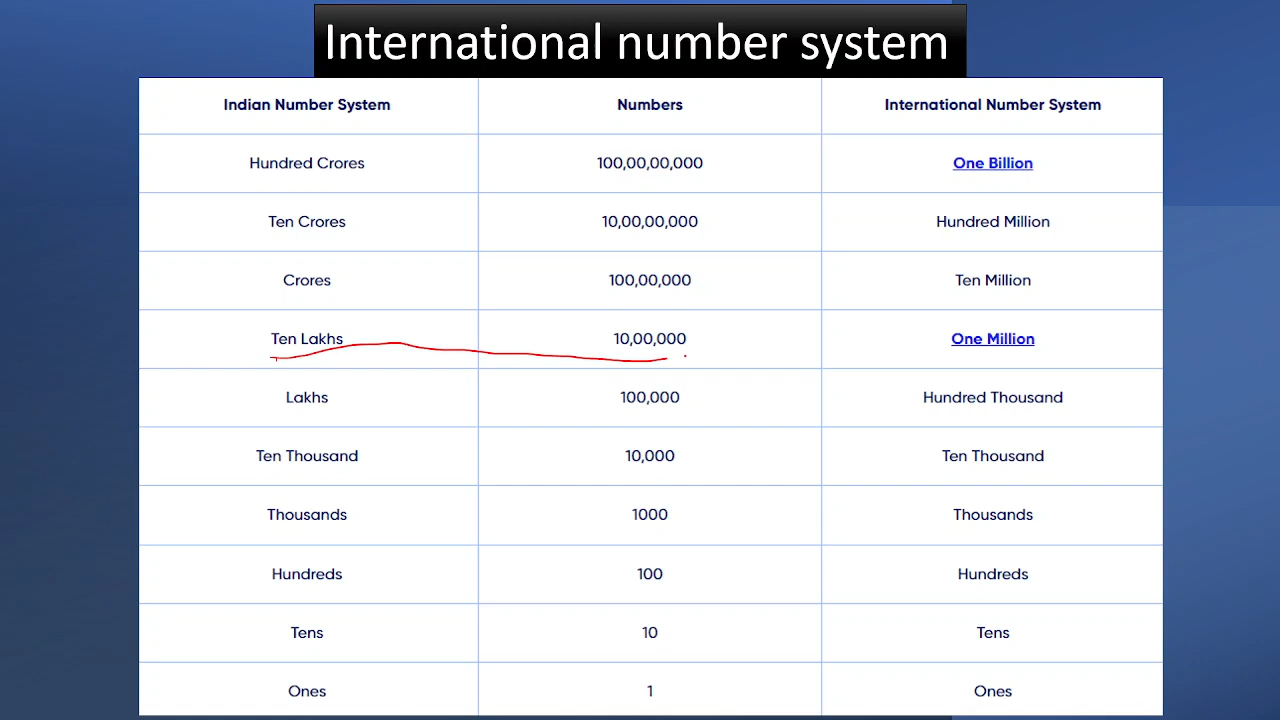 International number system
Indian Number System Numbers International Number System
Hundred Crores 100,00,00,000 One Billion
Ten Crores 10,00,00,000 Hundred Million
Crores 100,00,000 Ten Million
Ten Lakhs 10,00,000 One Million
Lakhs 100,000 Hundred Thousand
Ten Thousand 10,000 Ten Thousand
Thousands 1000 Thousands
Hundreds 100 Hundreds
Tens 10 Tens
Ones 1 Ones